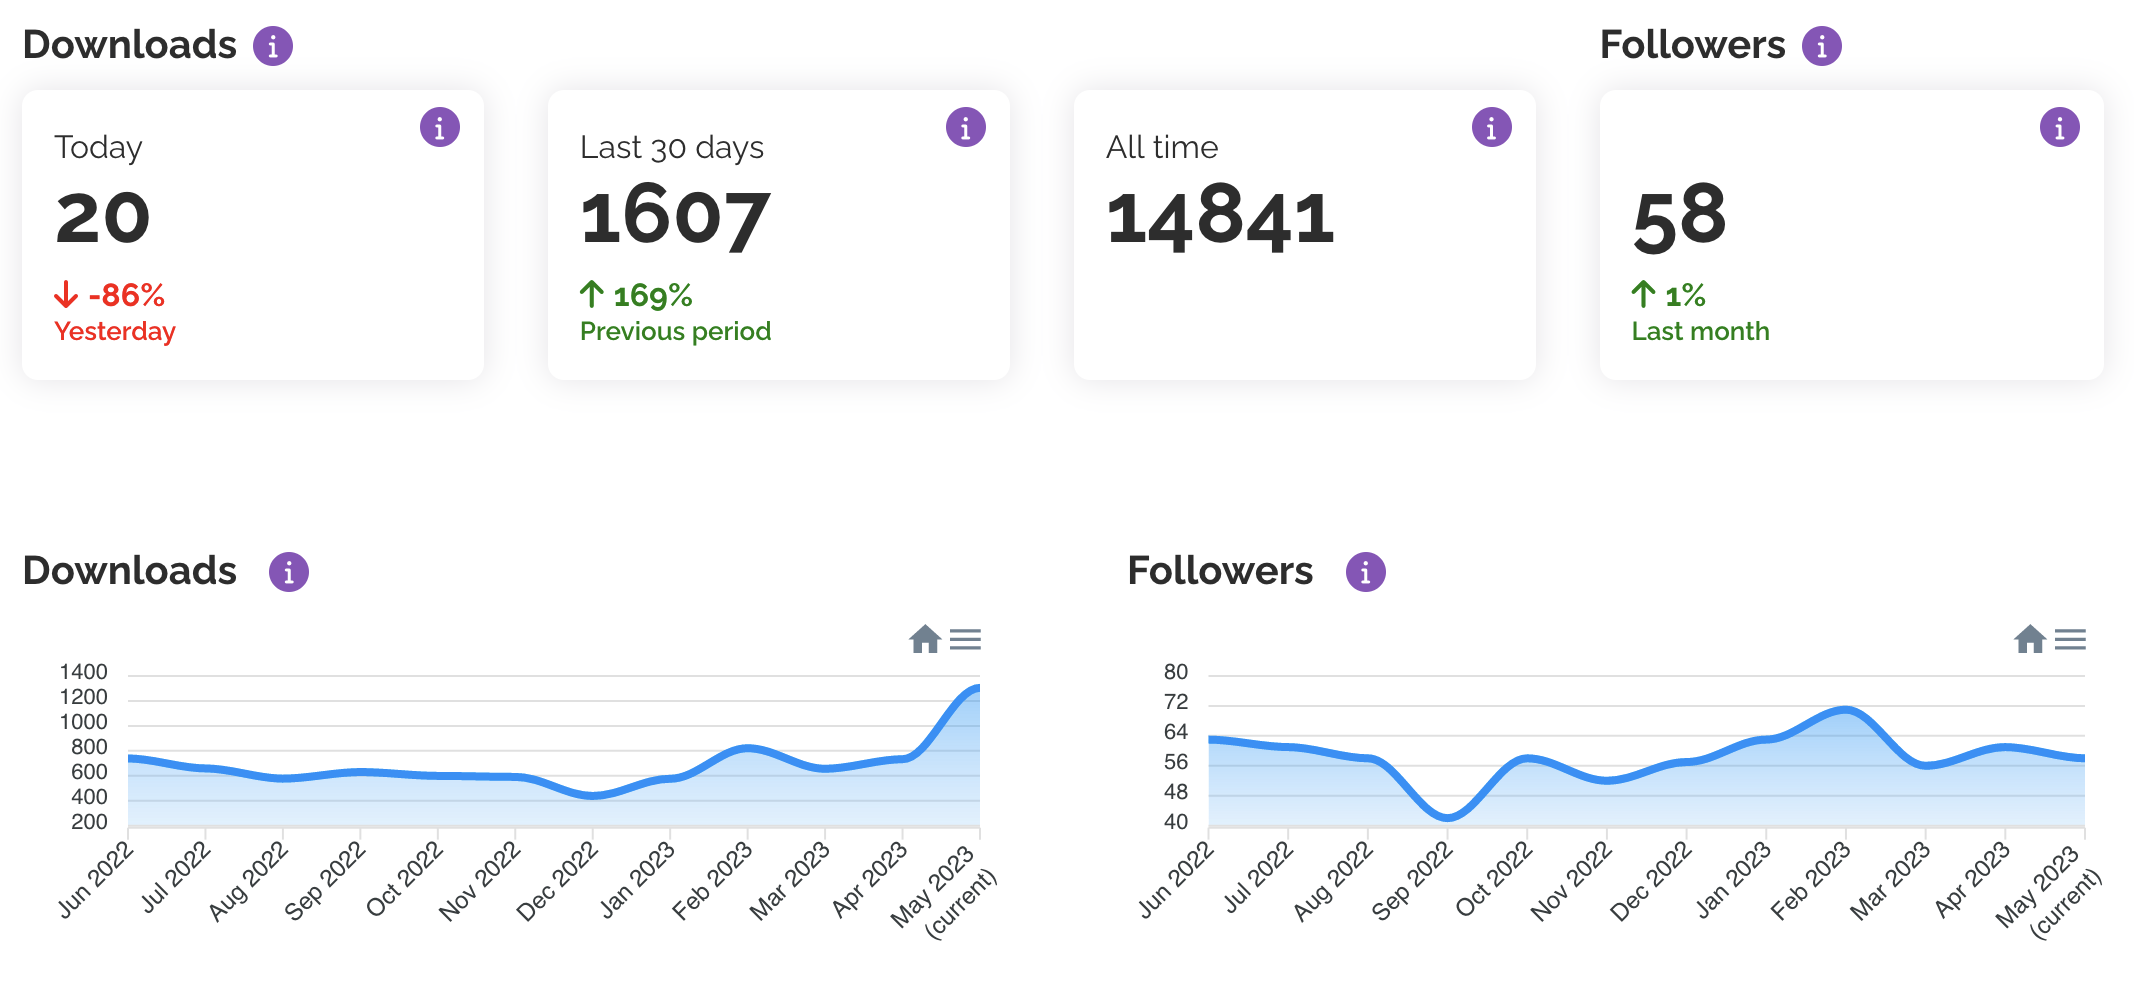 Downloads
Followers
Today
20
-86%
Yesterday
Last 30 days
1607
169%
Previous period
All time
14841
58
1%
Last month
Downloads
1400
1200
1000
800
600
400
200
Jun 2022
Jul 2022
Aug 2022
Sep 2022
Oct 2022
Nov 2022
Dec 2022
Jan 2023
Feb 2023
Mar 2023
Apr 2023
May 2023
(current)
Followers
80
72
64
56
48
40
Jun 2022
Jul 2022
Aug 2022
Sep 2022
Oct 2022
Nov 2022
Dec 2022
Jan 2023
Feb 2023
Mar 2023
Apr 2023
May 2023
(current)